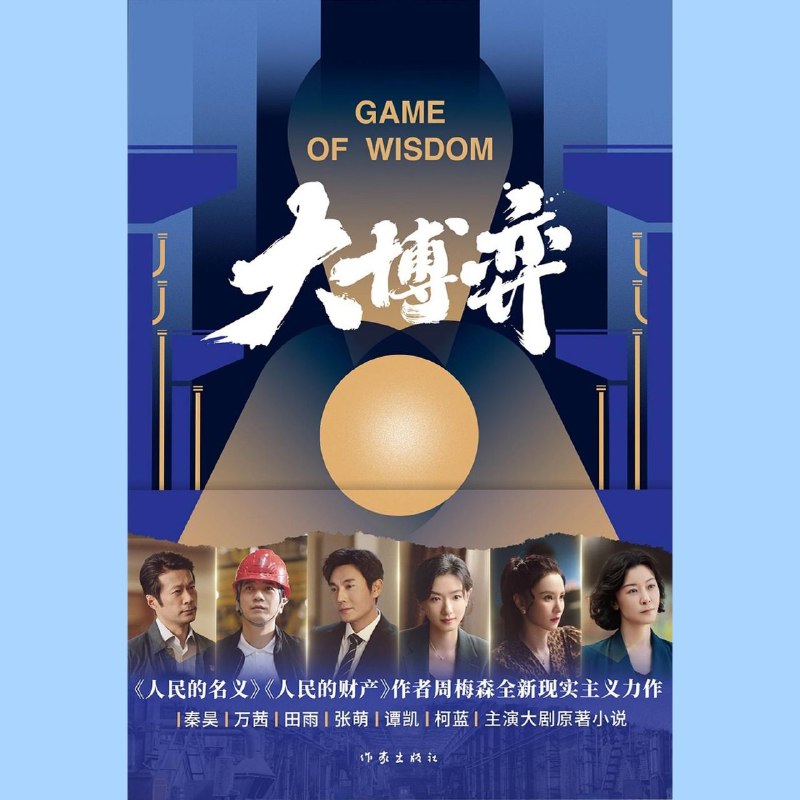 GAME
OF WISDOM
大博弈
《人民的名义》《人民的财产》作者周梅森全新现实主义力作
|秦昊|万茜|田雨|张萌|谭凯|柯蓝|主演大剧原著小说
作家出版社